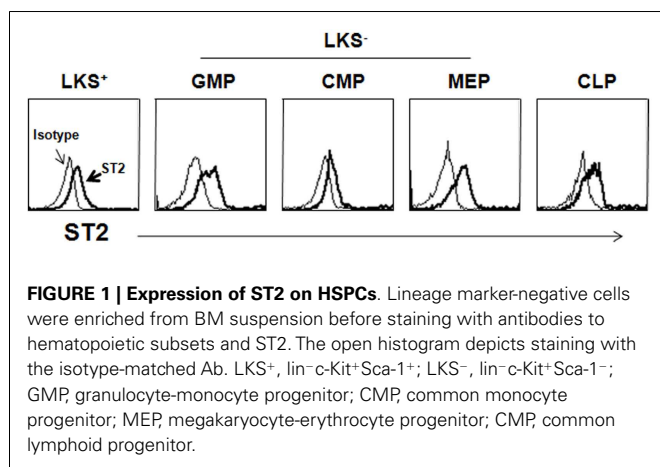 LKS⁻
LKS⁺ GMP CMP MEP CLP
Isotype
ST2
ST2
FIGURE 1 | Expression of ST2 on HSPCs. Lineage marker-negative cells
were enriched from BM suspension before staining with antibodies to
hematopoietic subsets and ST2. The open histogram depicts staining with
the isotype-matched Ab. LKS⁺, lin⁻c-Kit⁺Sca-1⁺; LKS⁻, lin⁻c-Kit⁺Sca-1⁻;
GMP, granulocyte-monocyte progenitor; CMP, common monocyte
progenitor; MEP, megakaryocyte-erythrocyte progenitor; CMP, common
lymphoid progenitor.